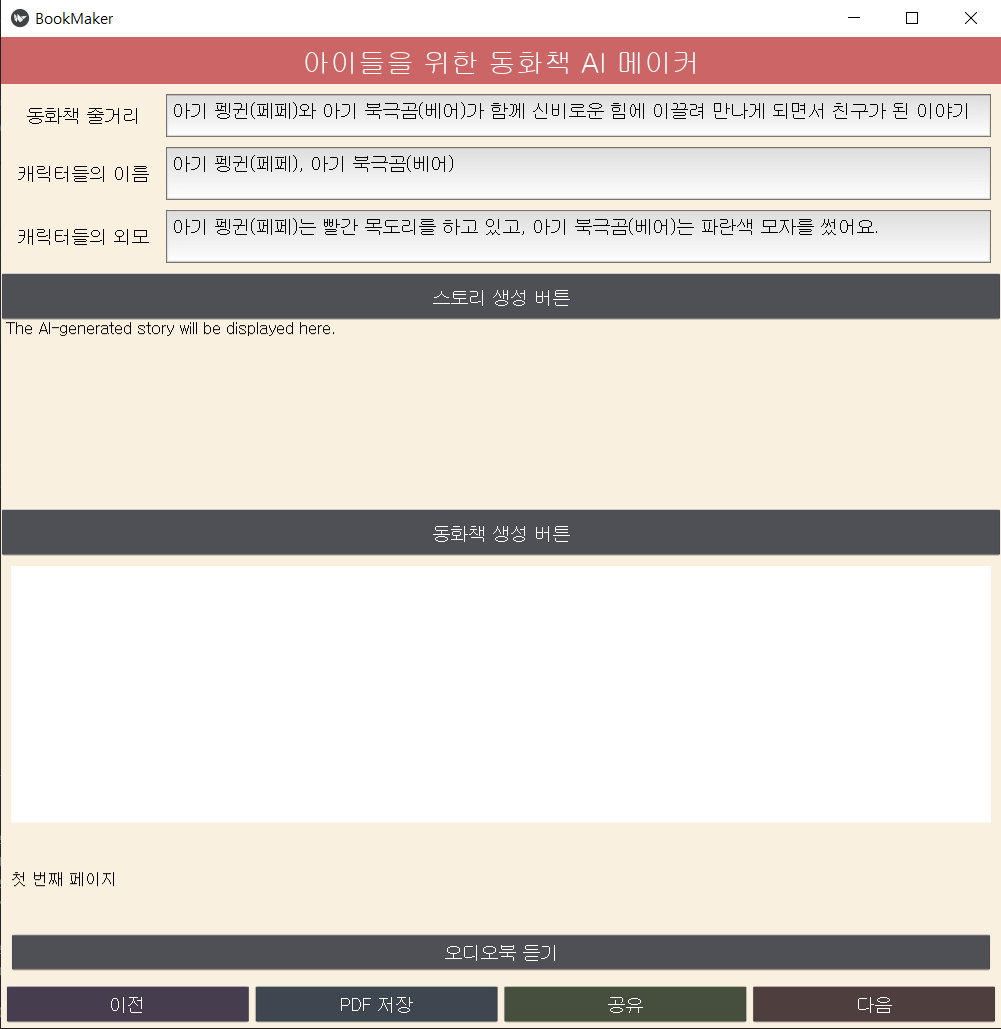 BookMaker
아이들을 위한 동화책 AI 메이커
동화책 줄거리
아기 펭귄(페페)와 아기 북극곰(베어)가 함께 신비로운 힘에 이끌려 만나게 되면서 친구가 된 이야기
캐릭터들의 이름
아기 펭귄(페페), 아기 북극곰(베어)
캐릭터들의 외모
아기 펭귄(페페)는 빨간 목도리를 하고 있고, 아기 북극곰(베어)는 파란색 모자를 썼어요.
스토리 생성 버튼
The AI-generated story will be displayed here.
동화책 생성 버튼
첫 번째 페이지
오디오북 듣기
이전
PDF 저장
공유
다음